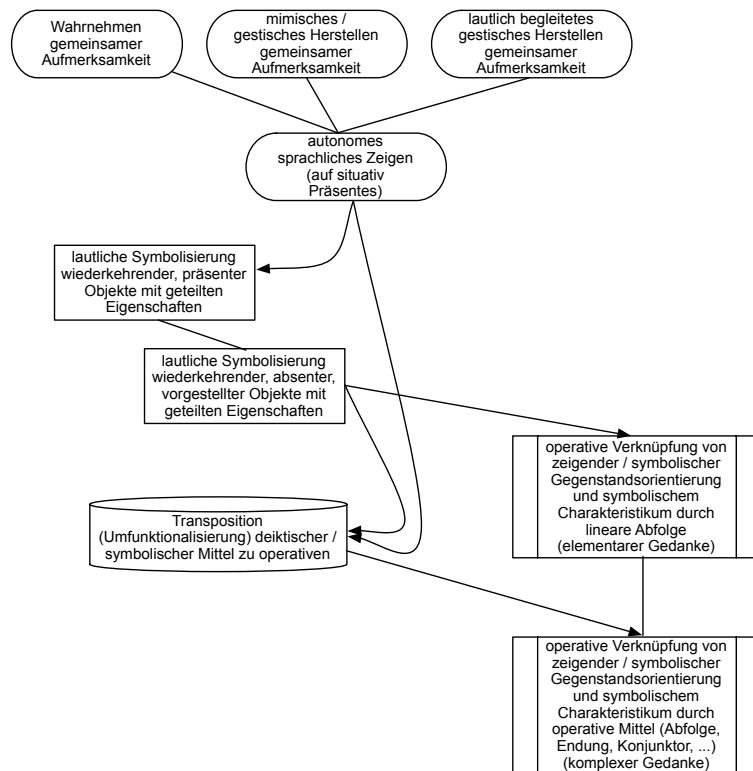 Wahrnehmen
gemeinsamer
Aufmerksamkeit
mimisches /
gestisches Herstellen
gemeinsamer
Aufmerksamkeit
lautlich begleitetes
gestisches Herstellen
gemeinsamer
Aufmerksamkeit
autonomes
sprachliches Zeigen
(auf situativ
Präsentes)
lautliche Symbolisierung
wiederkehrender, präsenter
Objekte mit geteilten
Eigenschaften
lautliche Symbolisierung
wiederkehrender, absenter,
vorgestellter Objekte mit
geteilten Eigenschaften
operative Verknüpfung von
zeigender / symbolischer
Gegenstandsorientierung
und symbolischem
Charakteristikum durch
lineare Abfolge
(elementarer Gedanke)
Transposition
(Umfunktionalisierung) deiktischer /
symbolischer Mittel zu operativen
operative Verknüpfung von
zeigender / symbolischer
Gegenstandsorientierung
und symbolischem
Charakteristikum durch
operative Mittel (Abfolge,
Endung, Konjunktor, ...)
(komplexer Gedanke)